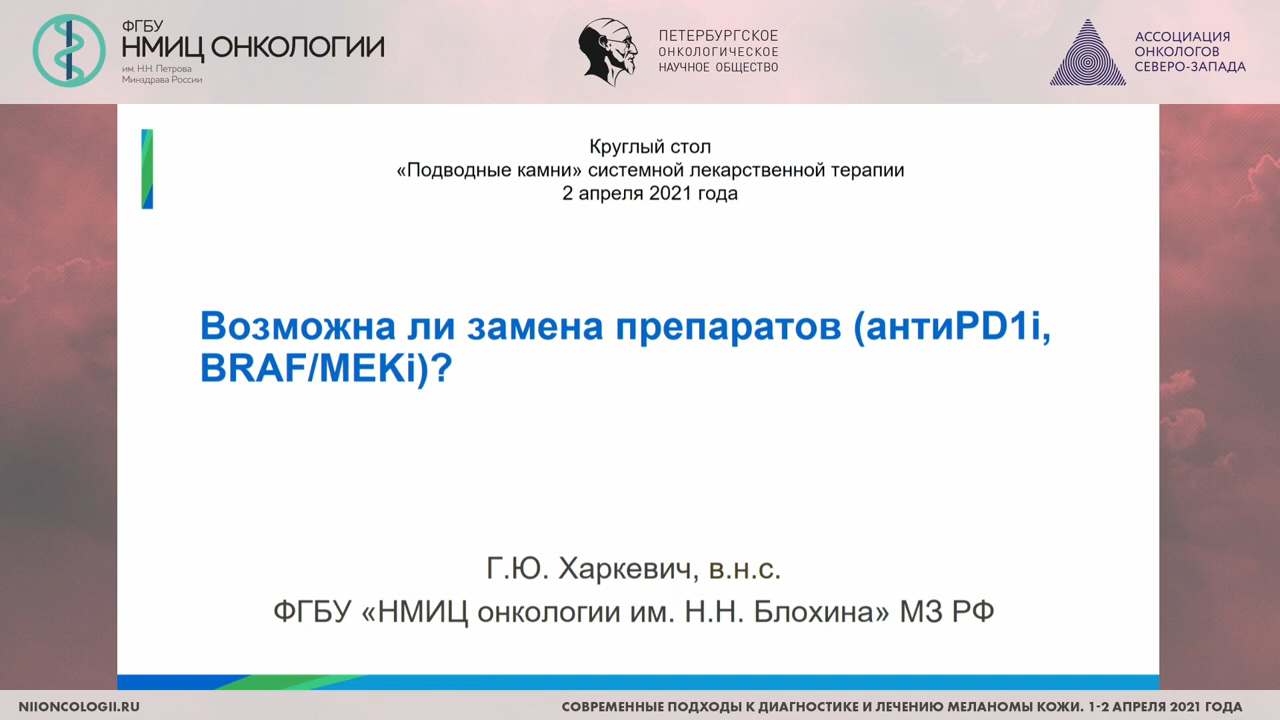 ФГБУ
НМИЦ ОНКОЛОГИИ
им. Н.Н. Петрова
Минздрава России
ПЕТЕРБУРГСКОЕ
ОНКОЛОГИЧЕСКОЕ
НАУЧНОЕ ОБЩЕСТВО
АССОЦИАЦИЯ
ОНКОЛОГОВ
СЕВЕРО-ЗАПАДА
Круглый стол
«Подводные камни» системной лекарственной терапии
2 апреля 2021 года
Возможна ли замена препаратов (антиPD1i,
BRAF/MEKi)?
Г.Ю. Харкевич, в.н.с.
ФГБУ «НМИЦ онкологии им. Н.Н. Блохина» МЗ РФ
NIIONCOLOGII.RU
СОВРЕМЕННЫЕ ПОДХОДЫ К ДИАГНОСТИКЕ И ЛЕЧЕНИЮ МЕЛАНОМЫ КОЖИ. 1-2 АПРЕЛЯ 2021 ГОДА